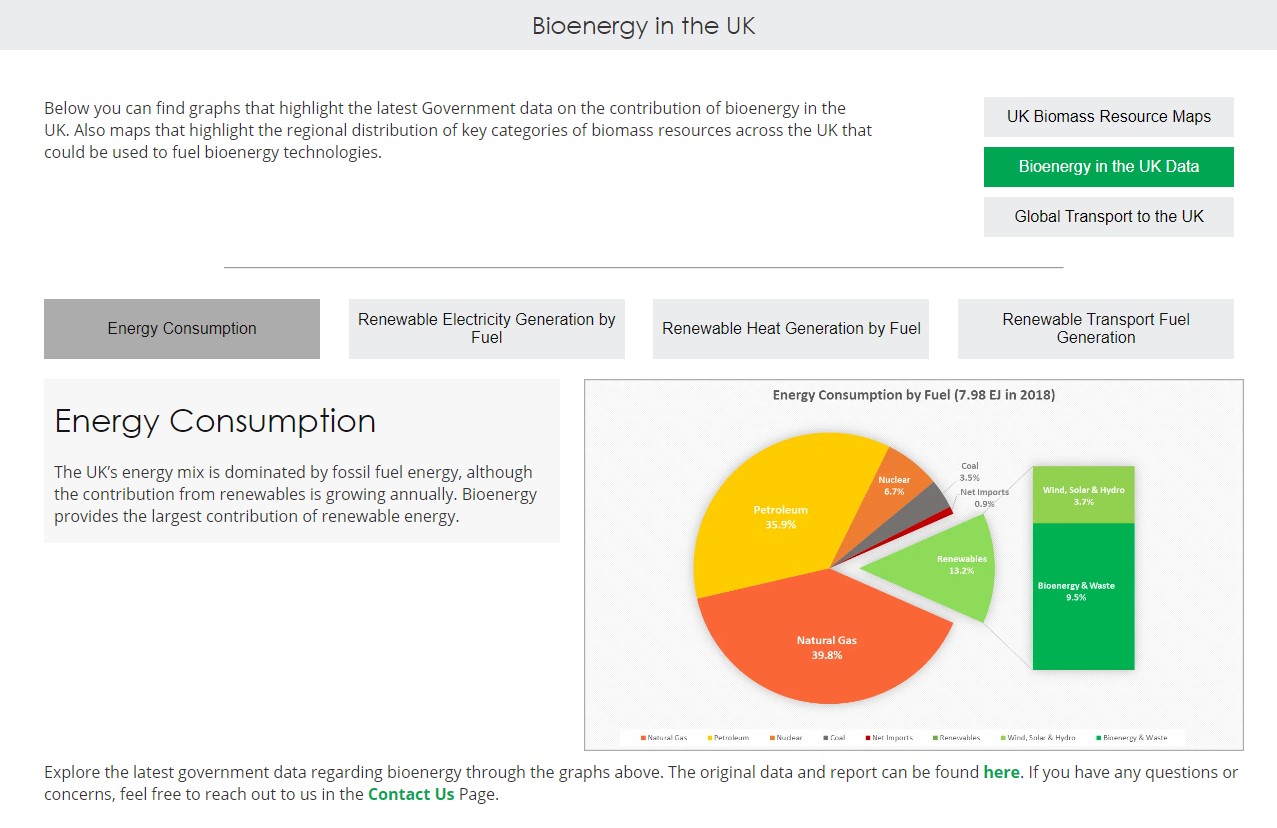 Bioenergy in the UK
Below you can find graphs that highlight the latest Government data on the contribution of bioenergy in the
UK. Also maps that highlight the regional distribution of key categories of biomass resources across the UK that
could be used to fuel bioenergy technologies.
UK Biomass Resource Maps
Bioenergy in the UK Data
Global Transport to the UK
Energy Consumption
Renewable Electricity Generation by
Fuel
Renewable Heat Generation by Fuel
Renewable Transport Fuel
Generation
Energy Consumption
The UK’s energy mix is dominated by fossil fuel energy, although
the contribution from renewables is growing annually. Bioenergy
provides the largest contribution of renewable energy.
Energy Consumption by Fuel (7.98 EJ in 2018)
Petroleum
35.9%
Nuclear
6.7%
Coal
3.5%
Net Imports
0.9%
Renewables
13.2%
Natural Gas
39.8%
Wind, Solar & Hydro
3.7%
Bioenergy & Waste
9.5%
Natural Gas Petroleum Nuclear Coal Net Imports Renewables Wind, Solar & Hydro Bioenergy & Waste
Explore the latest government data regarding bioenergy through the graphs above. The original data and report can be found here. If you have any questions or
concerns, feel free to reach out to us in the Contact Us Page.